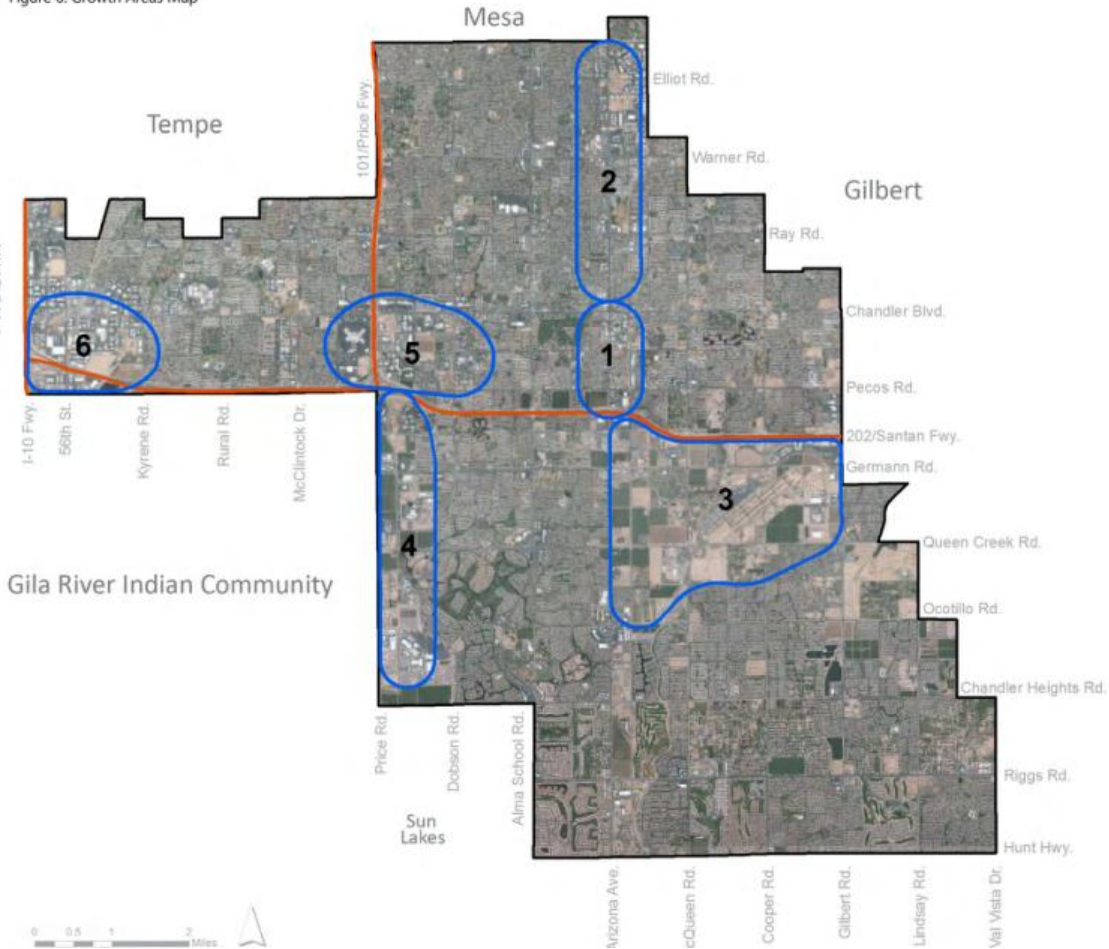 Figure 6. Growth Areas Map
Mesa
Elliot Rd.
101/Price Fwy.
Tempe
Warner Rd.
2
Gilbert
Ray Rd.
Chandler Blvd.
6
5
1
Pecos Rd.
I-10 Fwy.
56th St.
Kyrene Rd.
Rural Rd.
McClintock Dr.
202/Santan Fwy.
Germann Rd.
3
4
Queen Creek Rd.
Gila River Indian Community
Ocotillo Rd.
Chandler Heights Rd.
Price Rd.
Dobson Rd.
Alma School Rd.
Riggs Rd.
Sun
Lakes
Hunt Hwy.
Arizona Ave.
cQueen Rd.
Cooper Rd.
Gilbert Rd.
Lindsay Rd.
Val Vista Dr.
0 0.5 1 2
Miles